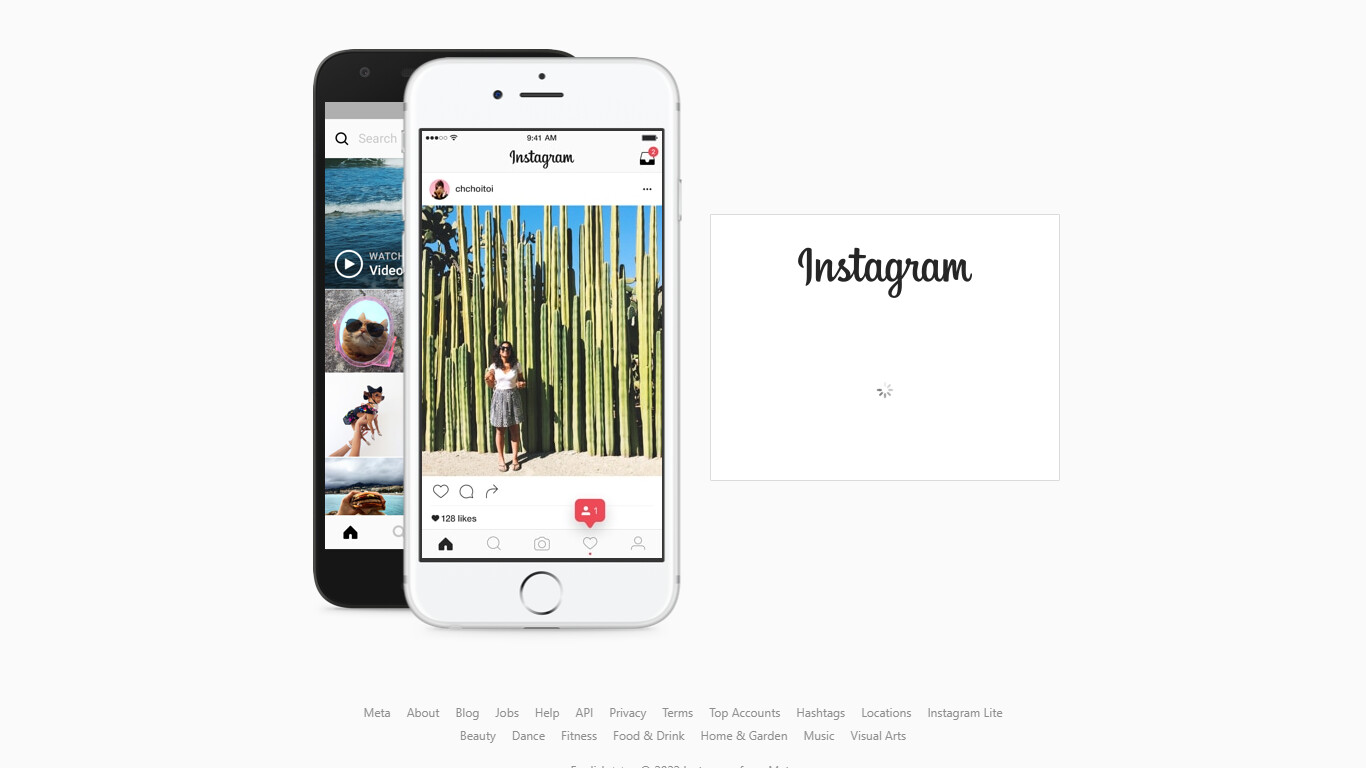 Search
WATCH
Video
9:41 AM
Instagram
2
chchoitoi
1
128 likes
Instagram
Meta About Blog Jobs Help API Privacy Terms Top Accounts Hashtags Locations Instagram Lite
Beauty Dance Fitness Food & Drink Home & Garden Music Visual Arts